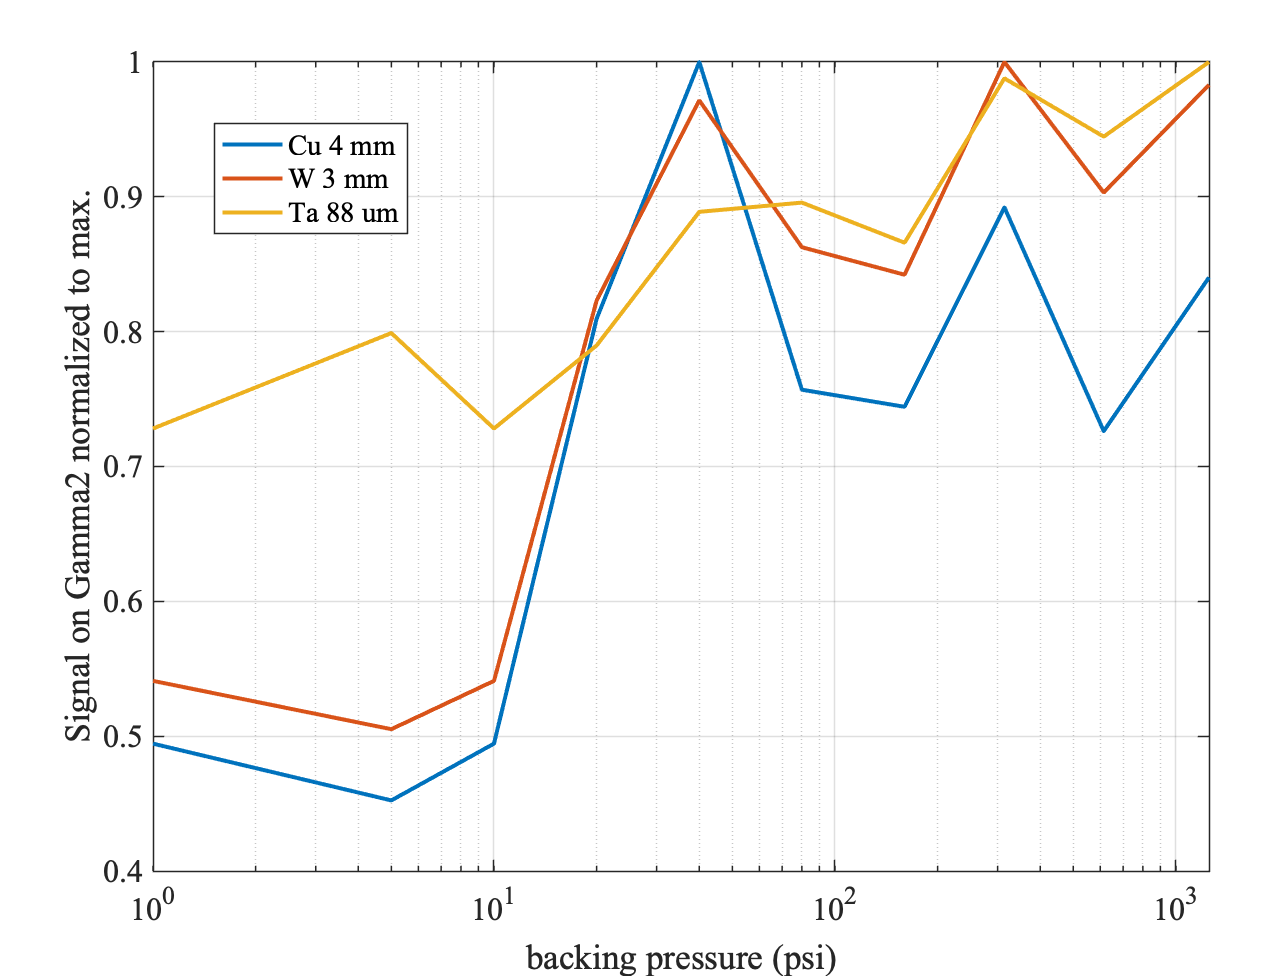 1
0.9
0.8
0.7
0.6
0.5
0.4
Signal on Gamma2 normalized to max.
Cu 4 mm
W 3 mm
Ta 88 um
10^0
10^1
10^2
10^3
backing pressure (psi)